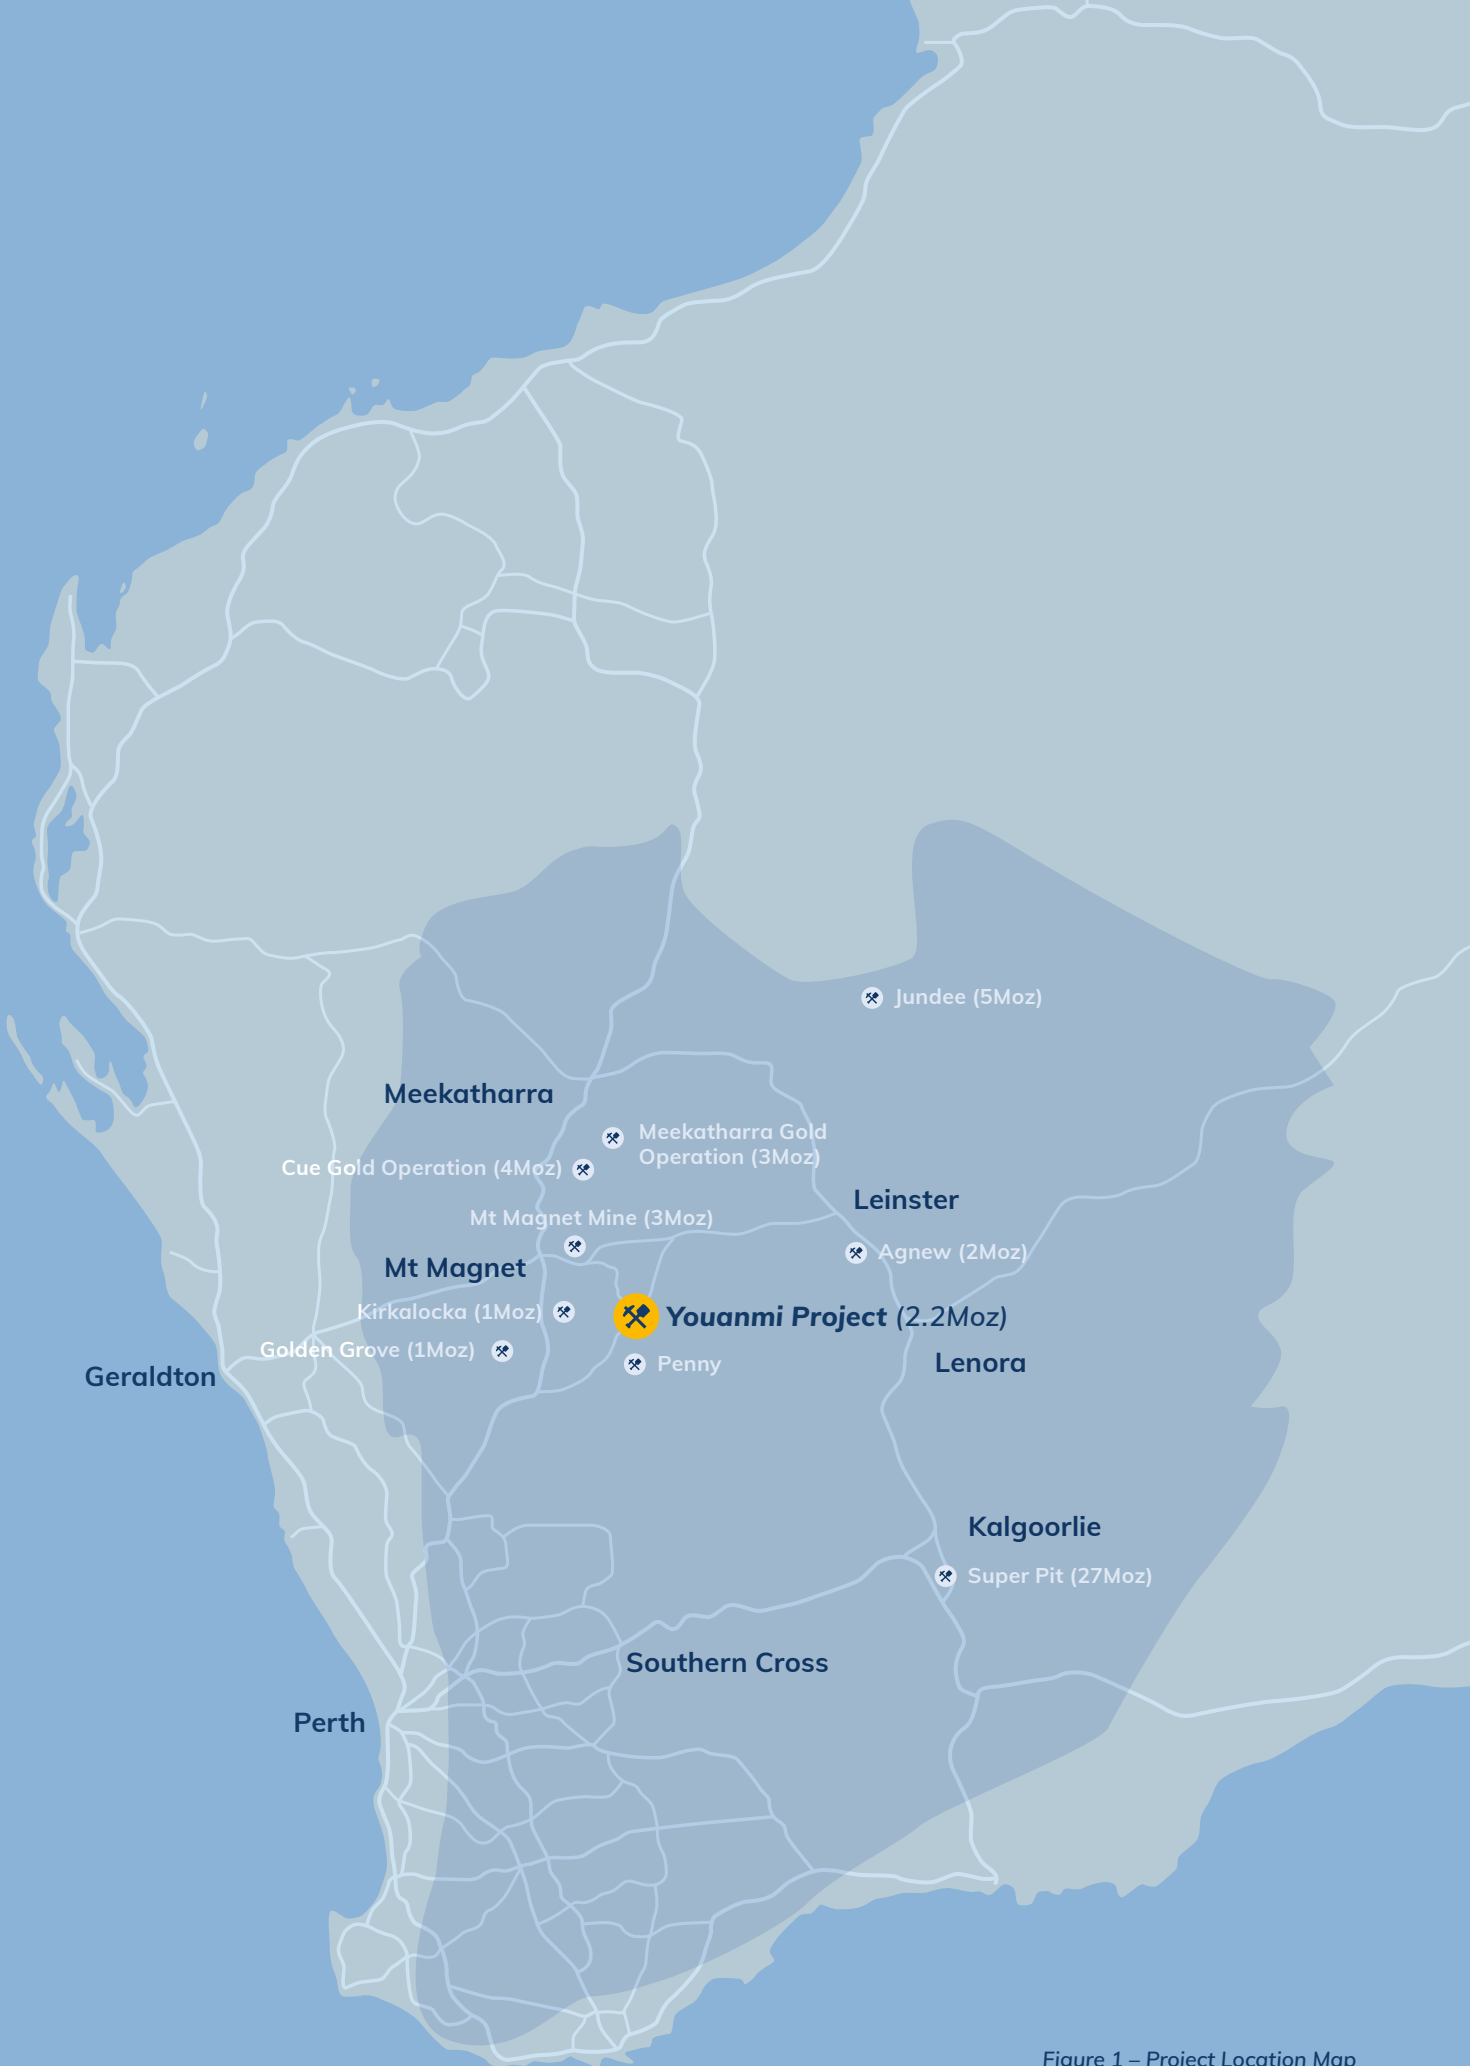 Jundee (5Moz)
Meekatharra
Meekatharra Gold
Operation (3Moz)
Cue Gold Operation (4Moz)
Leinster
Mt Magnet Mine (3Moz)
Agnew (2Moz)
Mt Magnet
Kirkalocka (1Moz)
Youanmi Project (2.2Moz)
Golden Grove (1Moz)
Penny
Lenora
Geraldton
Kalgoorlie
Super Pit (27Moz)
Southern Cross
Perth
Figure 1 – Project Location Map